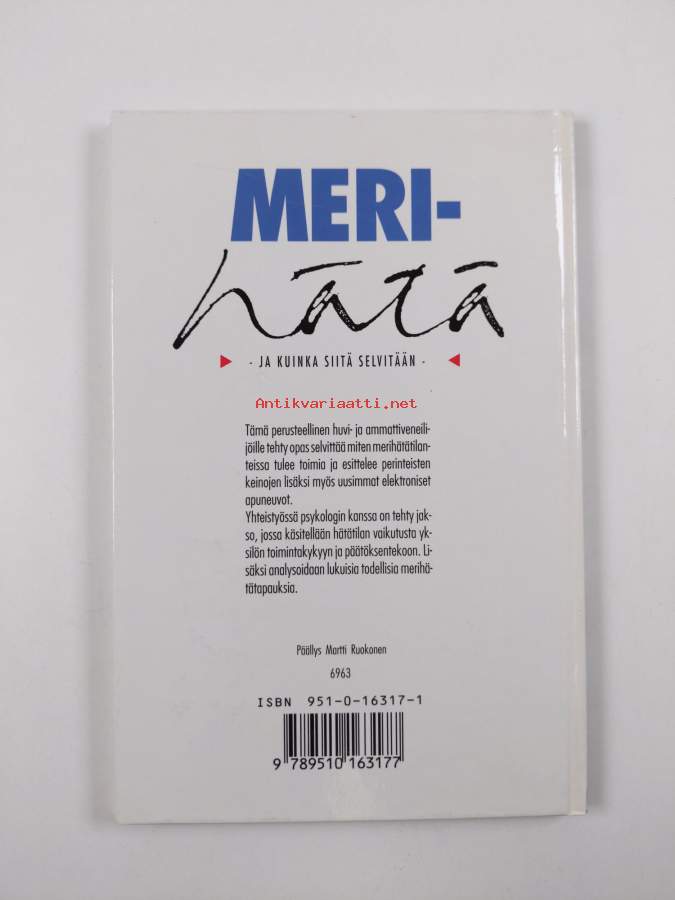 MERI-
hätä
- JA KUINKA SIITÄ SELVITÄÄN -
Antikvariaatti.net
Tämä perusteellinen huvi- ja ammattiveneili-
jöille tehty opas selvittää miten merihätätilan-
teissa tulee toimia ja esittelee perinteisten
keinojen lisäksi myös uusimmat elektroniset
apuneuvot.
Yhteistyössä psykologin kanssa on tehty jak-
so, jossa käsitellään hätätilan vaikutusta yk-
silön toimintakykyyn ja päätöksentekoon. Li-
säksi analysoidaan lukuisia todellisia merihä-
tätapauksia.
Päällys Martti Ruokonen
6963
ISBN 951-0-16317-1
9 789510 163177